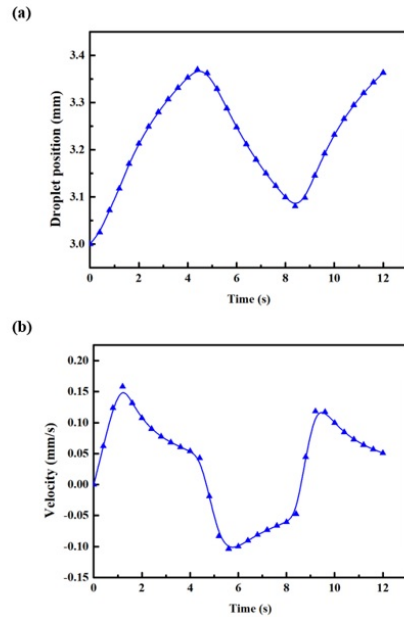 (a)
3.4
3.3
3.2
3.1
3.0
Droplet position (mm)
0 2 4 6 8 10 12
Time (s)
(b)
0.20
0.15
0.10
0.05
0.00
-0.05
-0.10
-0.15
Velocity (mm/s)
0 2 4 6 8 10 12
Time (s)